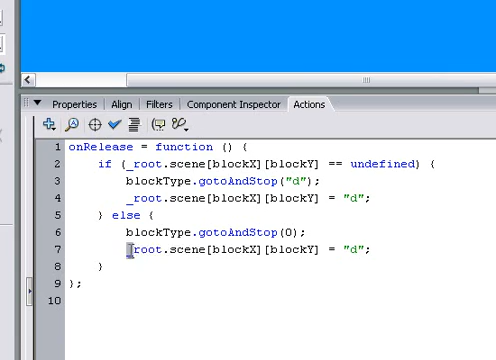 Properties Align Filters Component Inspector Actions
1 onRelease = function () {
2 if (_root.scene[blockX][blockY] == undefined) {
3 blockType.gotoAndStop("d");
4 _root.scene[blockX][blockY] = "d";
5 } else {
6 blockType.gotoAndStop(0);
7 _root.scene[blockX][blockY] = "d";
8 }
9 };
10